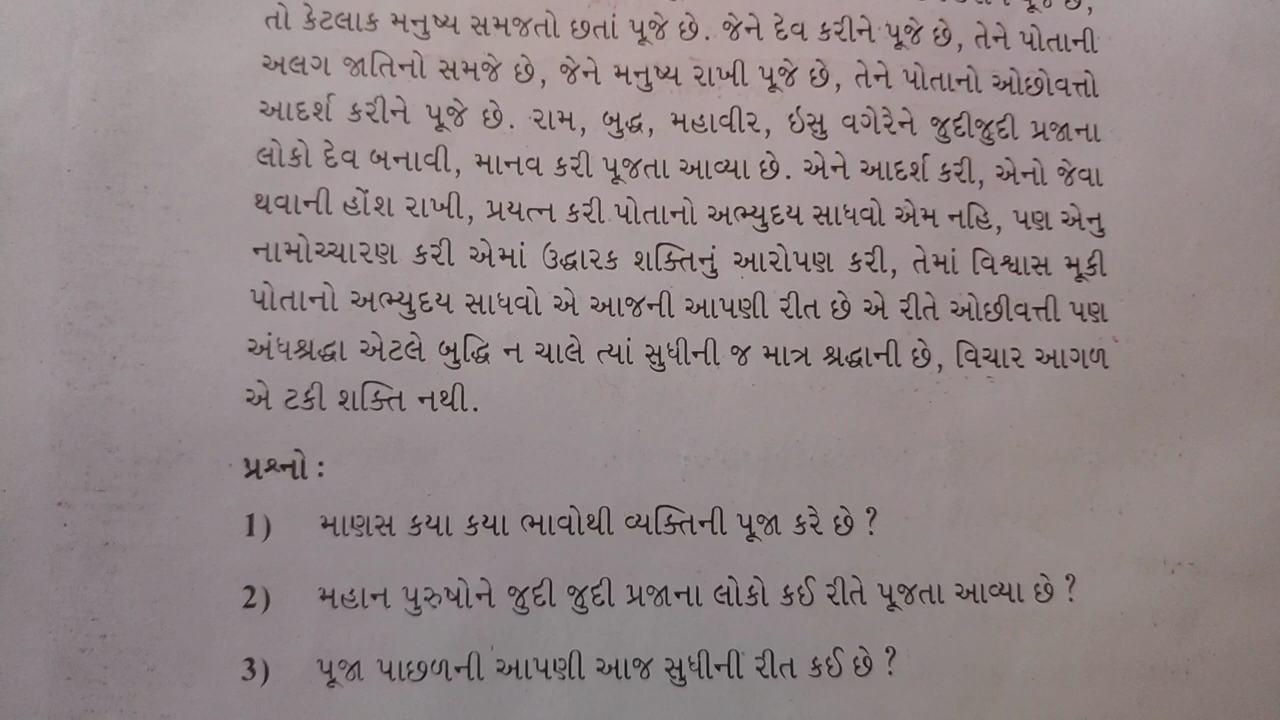 તો કેટલાક મનુષ્ય સમજતો છતાં પૂજે છે. જેને દેવ કરીને પૂજે છે, તેને પોતાની
અલગ જાતિનો સમજે છે, જેને મનુષ્ય રાખી પૂજે છે, તેને પોતાનો ઓછોવત્તો
આદર્શ કરીને પૂજે છે. રામ, બુદ્ધ, મહાવીર, ઇસુ વગેરેને જુદીજુદી પ્રજાના
લોકો દેવ બનાવી, માનવ કરી પૂજતા આવ્યા છે. એને આદર્શ કરી, એનો જેવા
થવાની હોંશ રાખી, પ્રયત્ન કરી પોતાનો અભ્યુદય સાધવો એમ નહિ, પણ એનુ
નામોચ્ચારણ કરી એમાં ઉદ્ધારક શક્તિનું આરોપણ કરી, તેમાં વિશ્વાસ મૂકી
પોતાનો અભ્યુદય સાધવો એ આજની આપણી રીત છે એ રીતે ઓછીવત્તી પણ
અંધશ્રદ્ધા એટલે બુદ્ધિ ન ચાલે ત્યાં સુધીની જ માત્ર શ્રદ્ધાની છે, વિચાર આગળ
એ ટકી શક્તિ નથી.
પ્રશ્નો :
1) માણસ કયા કયા ભાવોથી વ્યક્તિની પૂજા કરે છે ?
2) મહાન પુરુષોને જુદી જુદી પ્રજાના લોકો કઈ રીતે પૂજતા આવ્યા છે ?
3) પૂજા પાછળની આપણી આજ સુધીની રીત કઈ છે ?